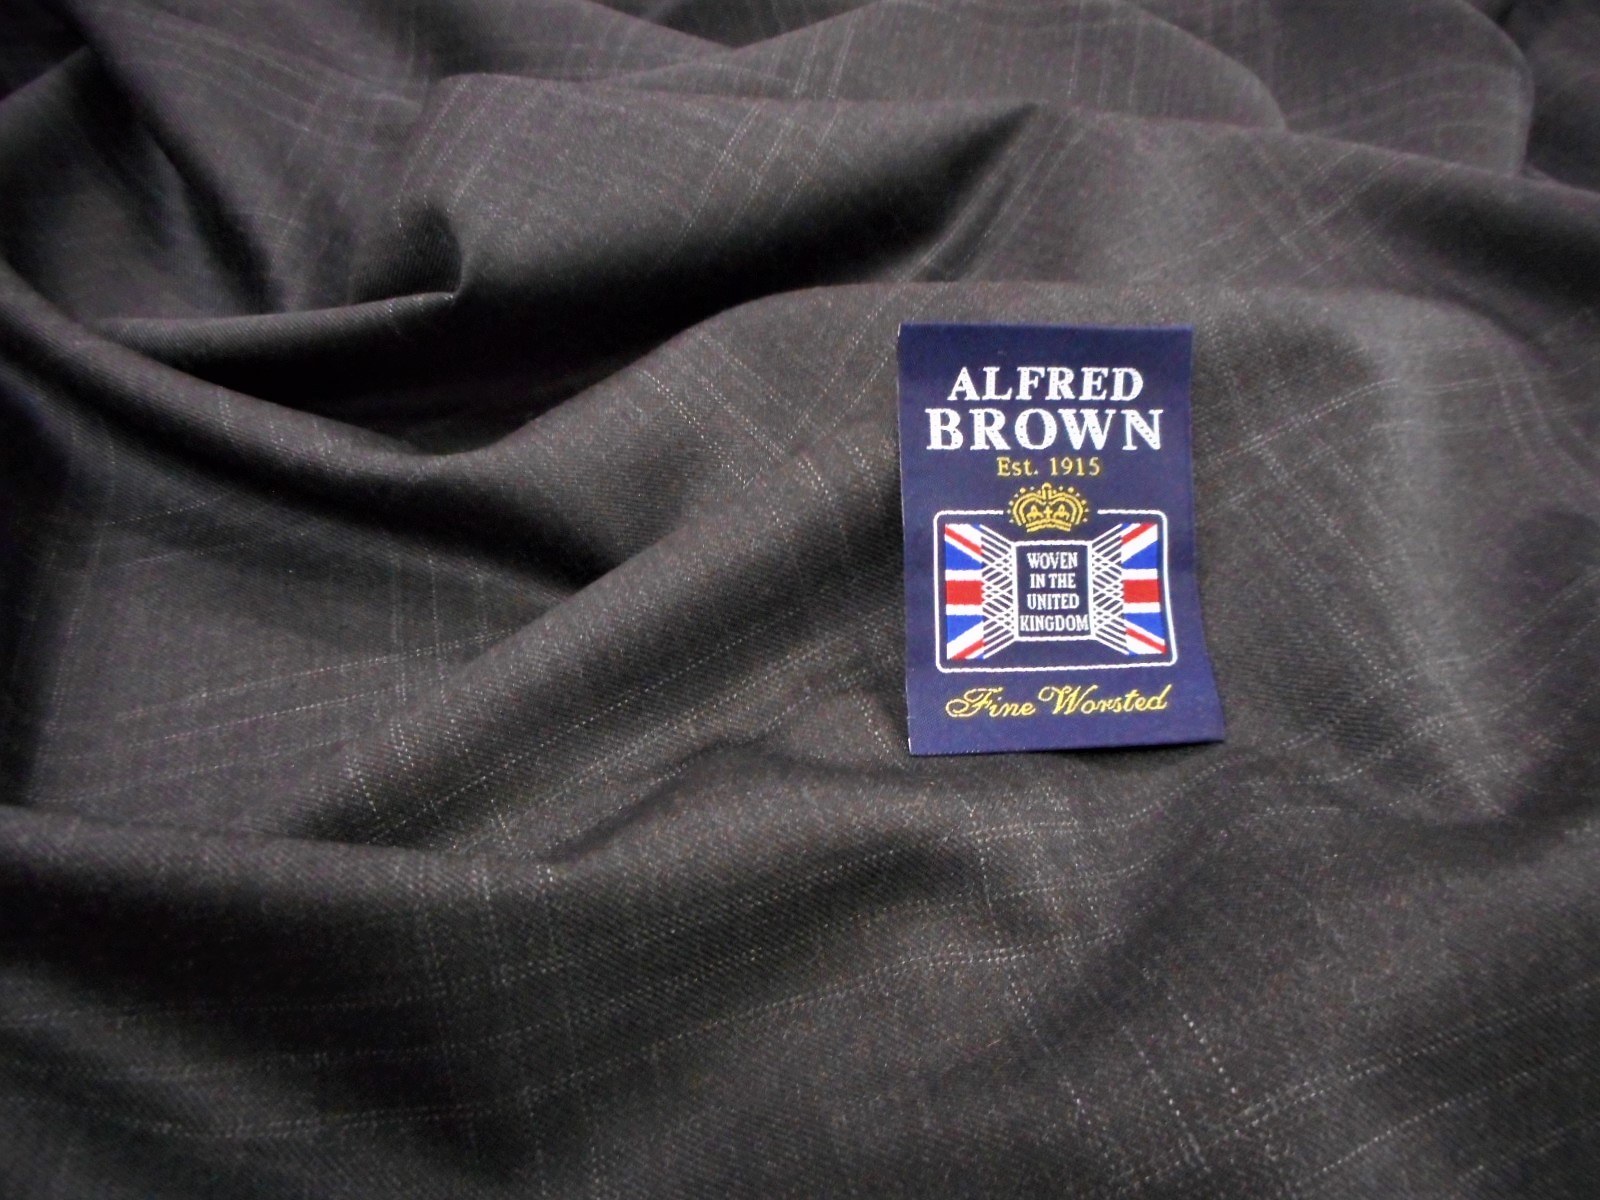 ALFRED
BROWN
Est. 1915
WOVEN
IN THE
UNITED
KINGDOM
Fine Worsted